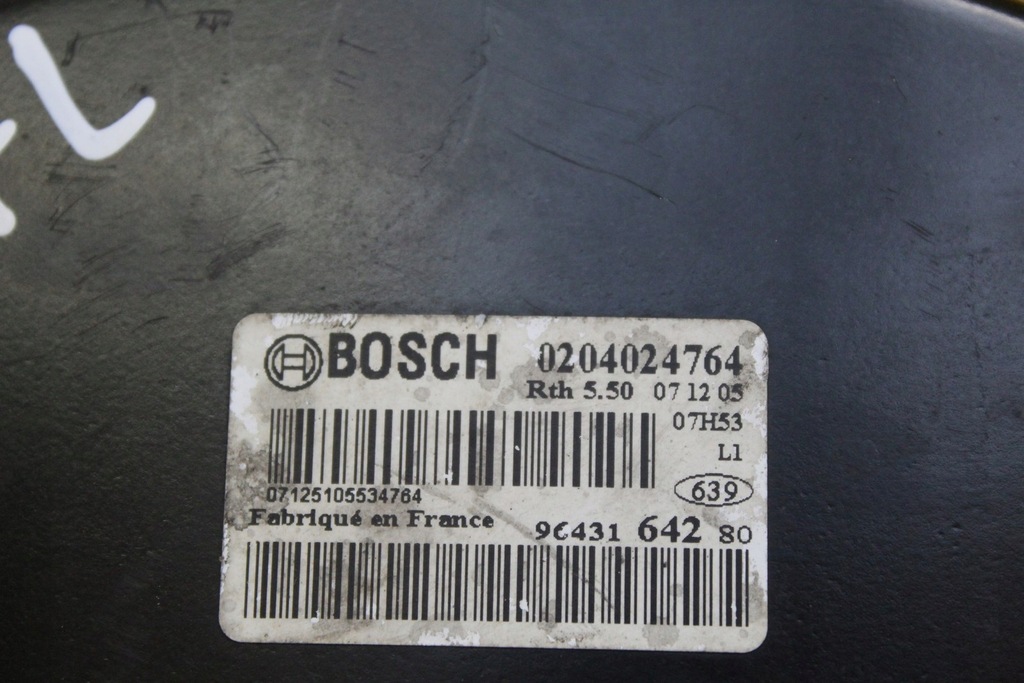 BOSCH 0204024764
Rth 5.50 07 12 05
07H53
L1
639
07125105534764
Fabriqué en France
96431 642 80